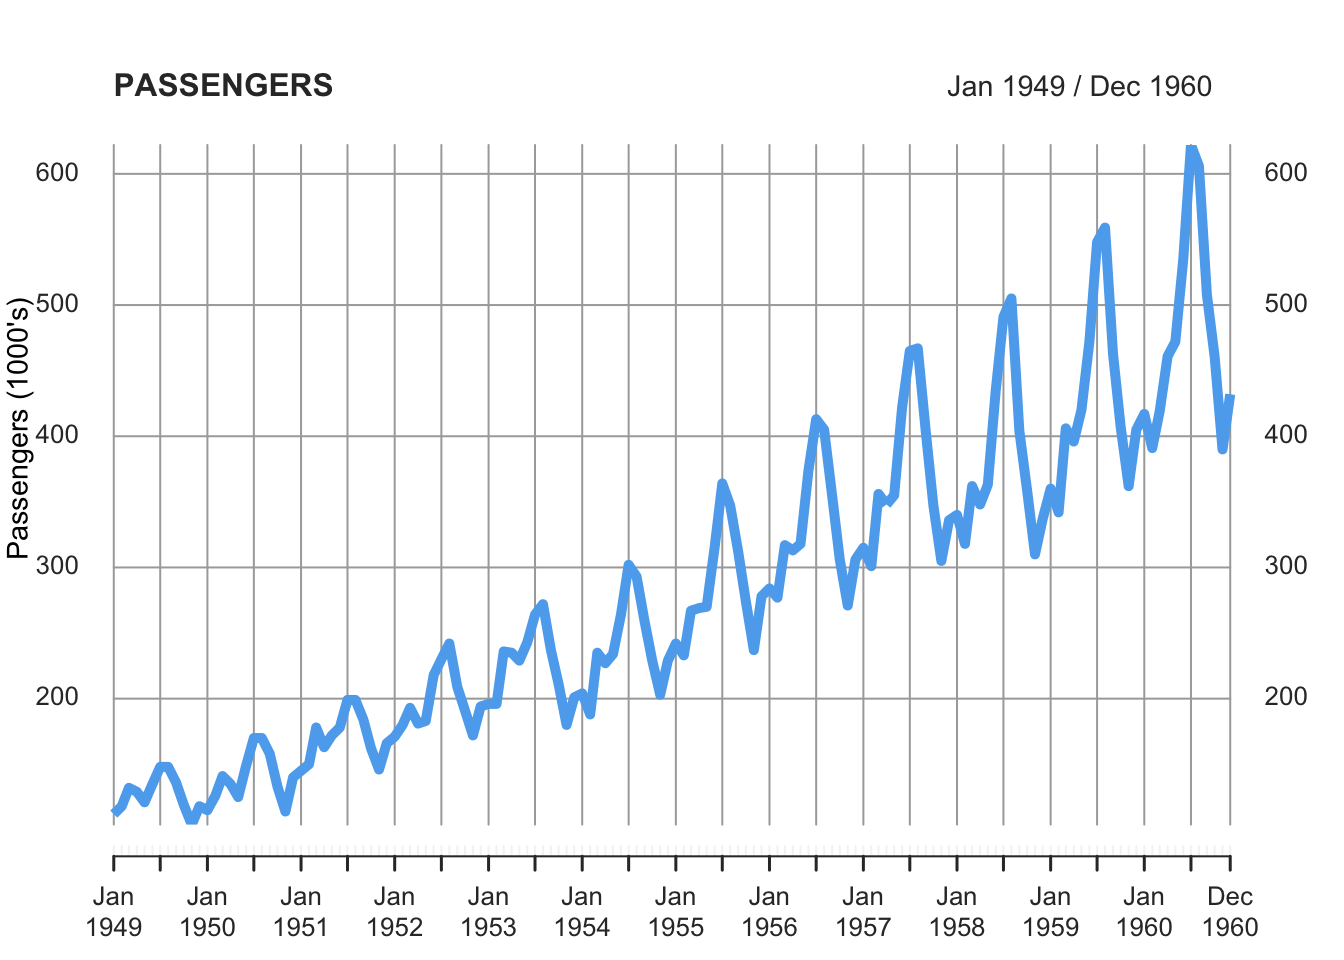 PASSENGERS
Jan 1949 / Dec 1960
Passengers (1000's)
600 600
500 500
400 400
300 300
200 200
Jan Jan Jan Jan Jan Jan Jan Jan Jan Jan Jan Jan Dec
1949 1950 1951 1952 1953 1954 1955 1956 1957 1958 1959 1960 1960